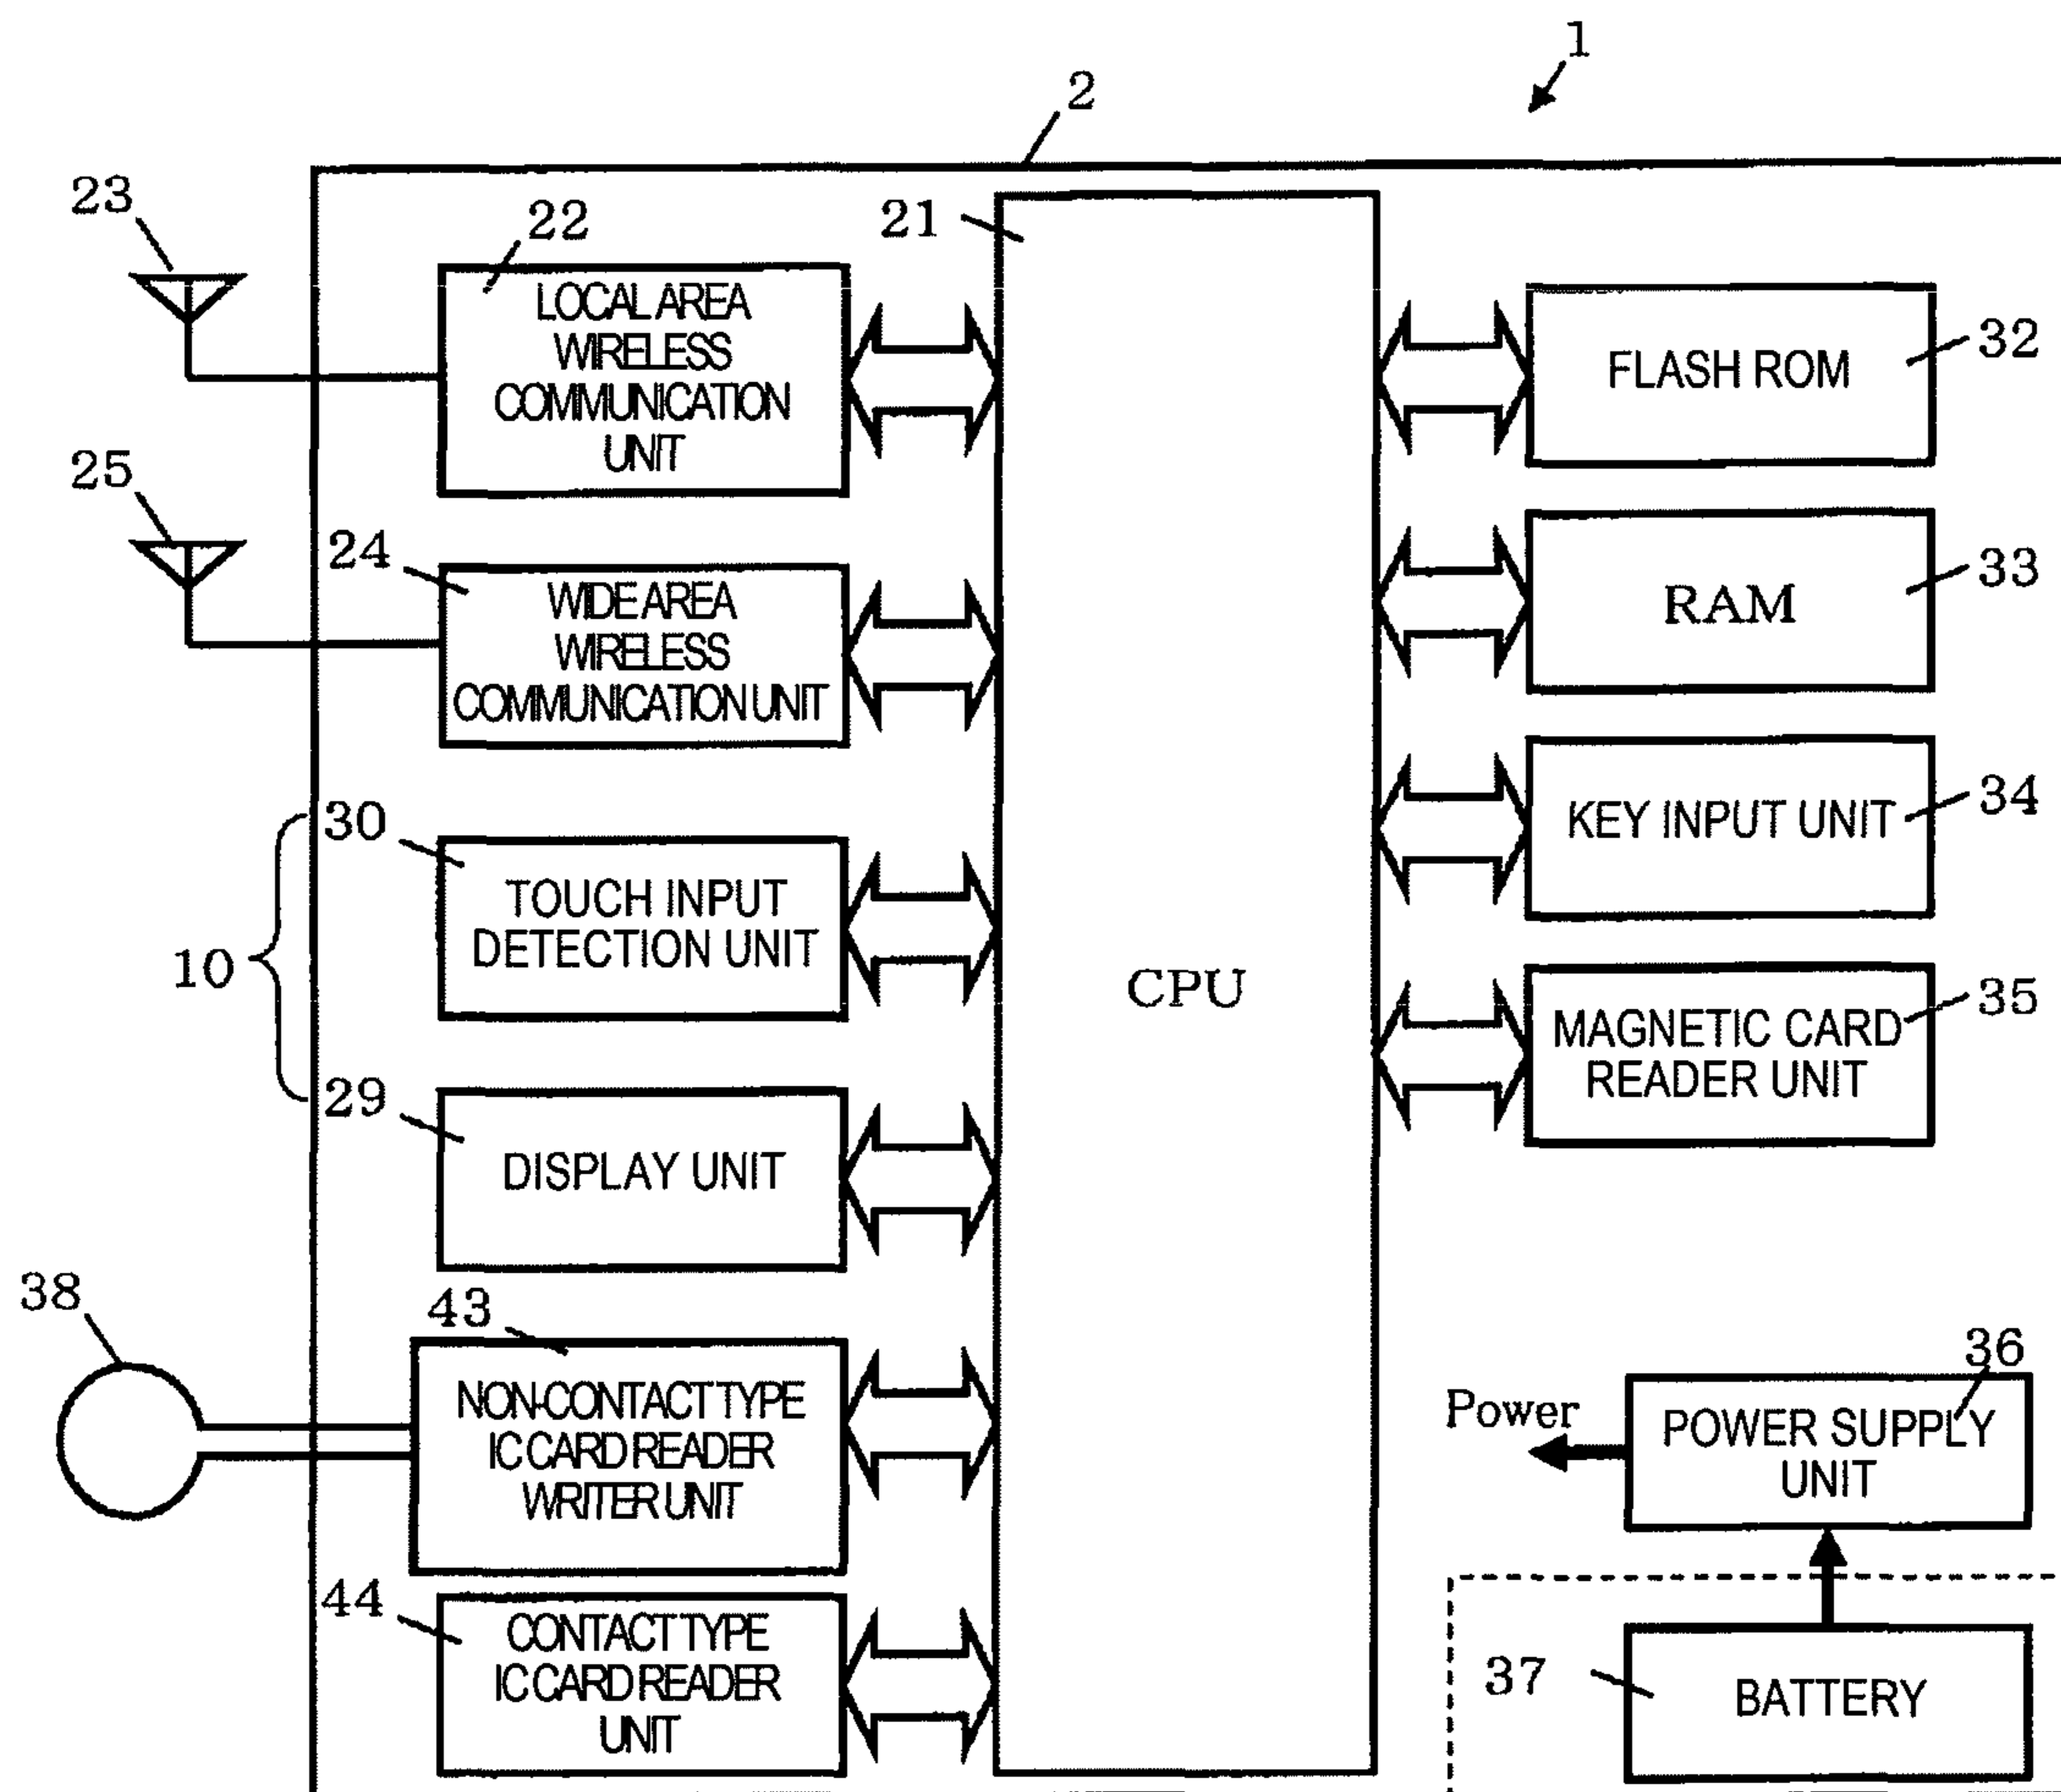 1
2
23
22
21
LOCAL AREA
WIRELESS
COMMUNICATION
UNIT
FLASH ROM
32
25
24
WIDE AREA
WIRELESS
COMMUNICATION UNIT
RAM
33
30
TOUCH INPUT
DETECTION UNIT
KEY INPUT UNIT
34
10
CPU
MAGNETIC CARD
READER UNIT
35
29
DISPLAY UNIT
38
43
NON-CONTACT TYPE
IC CARD READER
WRITER UNIT
36
Power
POWER SUPPLY
UNIT
44
CONTACT TYPE
IC CARD READER
UNIT
37
BATTERY